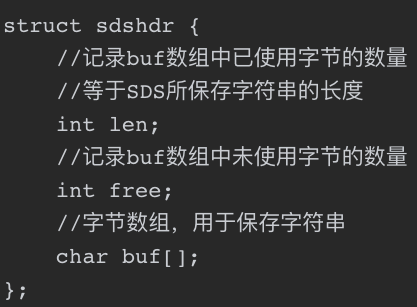 struct sdshdr {
//记录buf数组中已使用字节的数量
//等于SDS所保存字符串的长度
int len;
//记录buf数组中未使用字节的数量
int free;
//字节数组，用于保存字符串
char buf[];
};